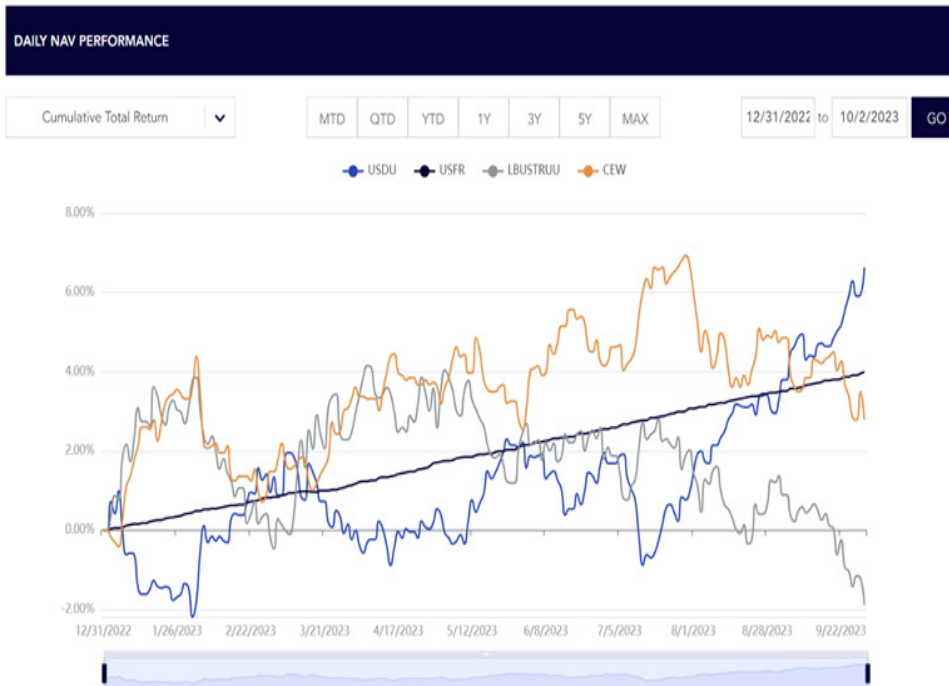 DAILY NAV PERFORMANCE
Cumulative Total Return MTD QTD YTD 1Y 3Y 5Y MAX 12/31/2022 to 10/2/2023 GO
USDU USFR LBUSTRUU CEW
8.00%
6.00%
4.00%
2.00%
0.00%
-2.00%
12/31/2022 1/26/2023 2/22/2023 3/21/2023 4/17/2023 5/12/2023 6/8/2023 7/5/2023 8/1/2023 8/28/2023 9/22/2023